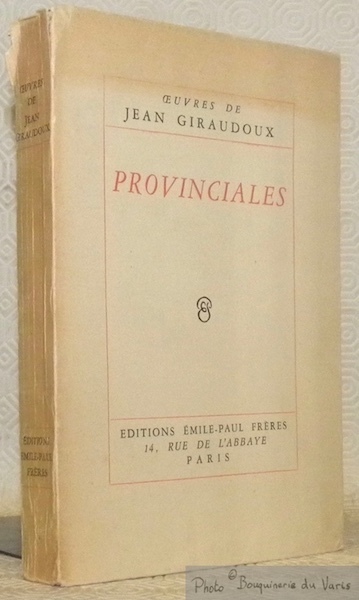 ŒUVRES DE
JEAN GIRAUDOUX
PROVINCIALES
EDITIONS ÉMILE-PAUL FRÈRES
14, RUE DE L'ABBAYE
PARIS
ŒUVRES
DE
JEAN
GIRAUDOUX
ÉDITIONS
ÉMILE-PAUL
FRÈRES
Photo © Bouquinerie du Varis